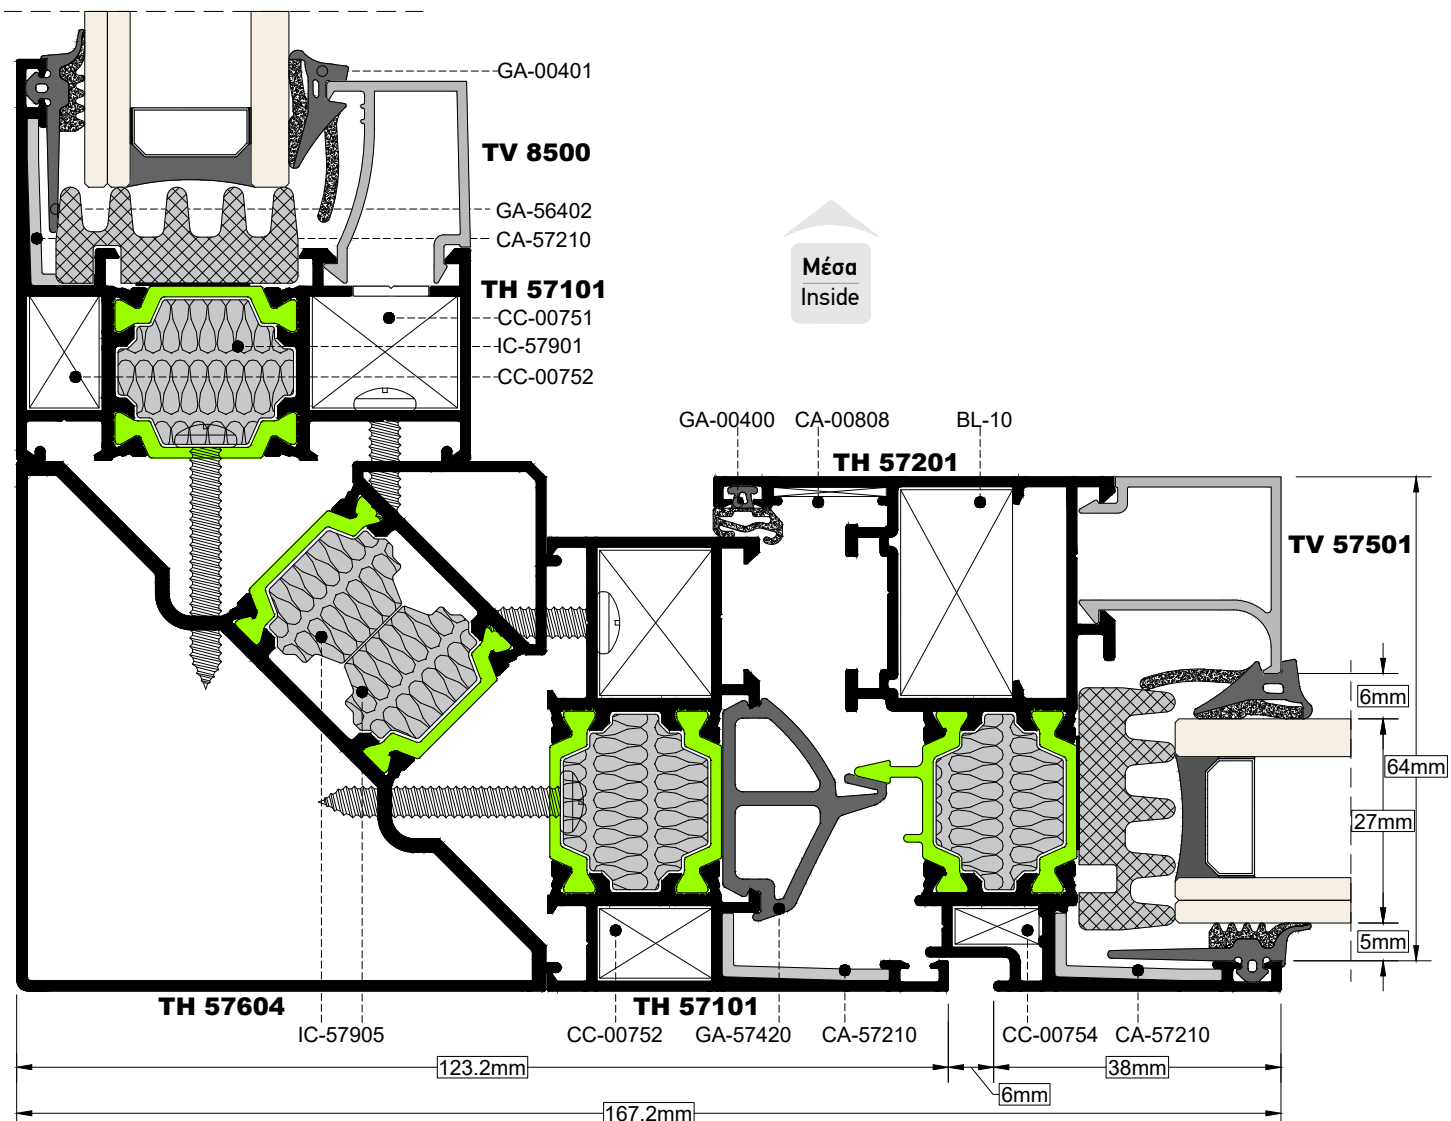 GA-00401
TV 8500
GA-56402
CA-57210
TH 57101
CC-00751
IC-57901
CC-00752
Μέσα
Inside
GA-00400
CA-00808
BL-10
TH 57201
TV 57501
6mm
64mm
27mm
5mm
TH 57604
TH 57101
IC-57905
CC-00752
GA-57420
CA-57210
CC-00754
CA-57210
123.2mm
38mm
6mm
167.2mm